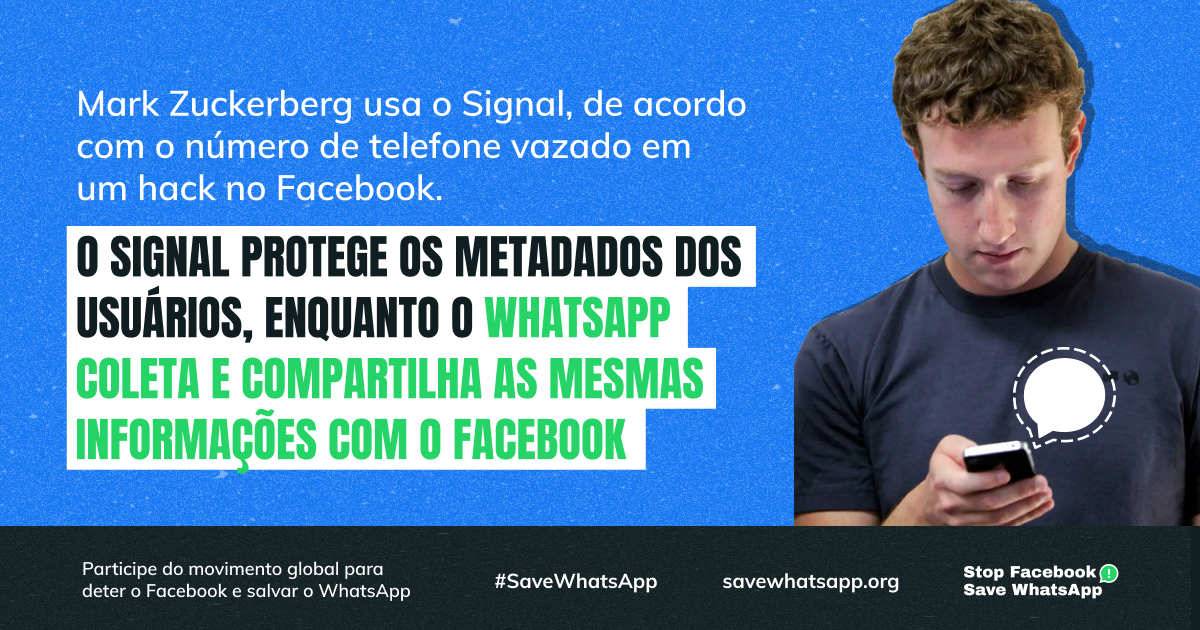 Mark Zuckerberg usa o Signal, de acordo
com o número de telefone vazado em
um hack no Facebook.
O SIGNAL PROTEGE OS METADADOS DOS
USUÁRIOS, ENQUANTO O WHATSAPP
COLETA E COMPARTILHA AS MESMAS
INFORMAÇÕES COM O FACEBOOK
Participe do movimento global para
deter o Facebook e salvar o WhatsApp
#SaveWhatsApp
savewhatsapp.org
Stop Facebook
Save WhatsApp